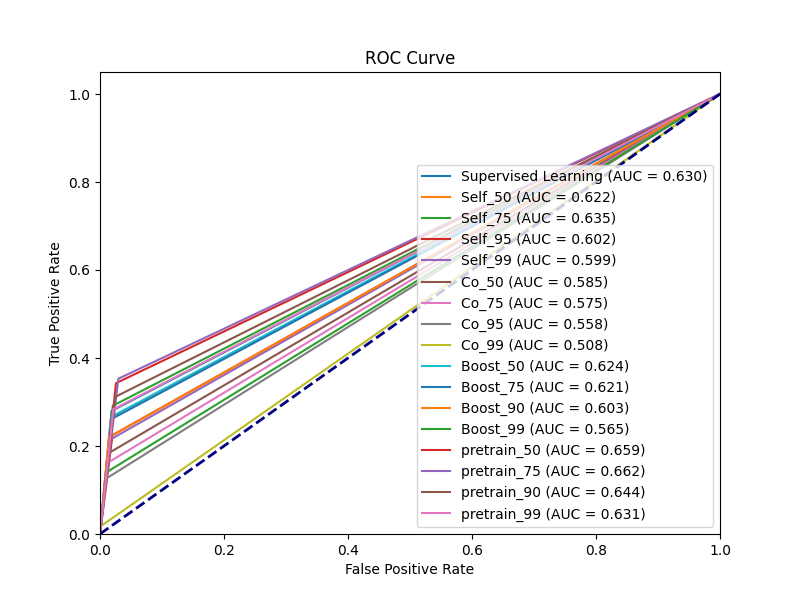 ROC Curve
1.0
0.8
0.6
0.4
0.2
0.0
True Positive Rate
Supervised Learning (AUC = 0.630)
Self_50 (AUC = 0.622)
Self_75 (AUC = 0.635)
Self_95 (AUC = 0.602)
Self_99 (AUC = 0.599)
Co_50 (AUC = 0.585)
Co_75 (AUC = 0.575)
Co_95 (AUC = 0.558)
Co_99 (AUC = 0.508)
Boost_50 (AUC = 0.624)
Boost_75 (AUC = 0.621)
Boost_90 (AUC = 0.603)
Boost_99 (AUC = 0.565)
pretrain_50 (AUC = 0.659)
pretrain_75 (AUC = 0.662)
pretrain_90 (AUC = 0.644)
pretrain_99 (AUC = 0.631)
0.0 0.2 0.4 0.6 0.8 1.0
False Positive Rate